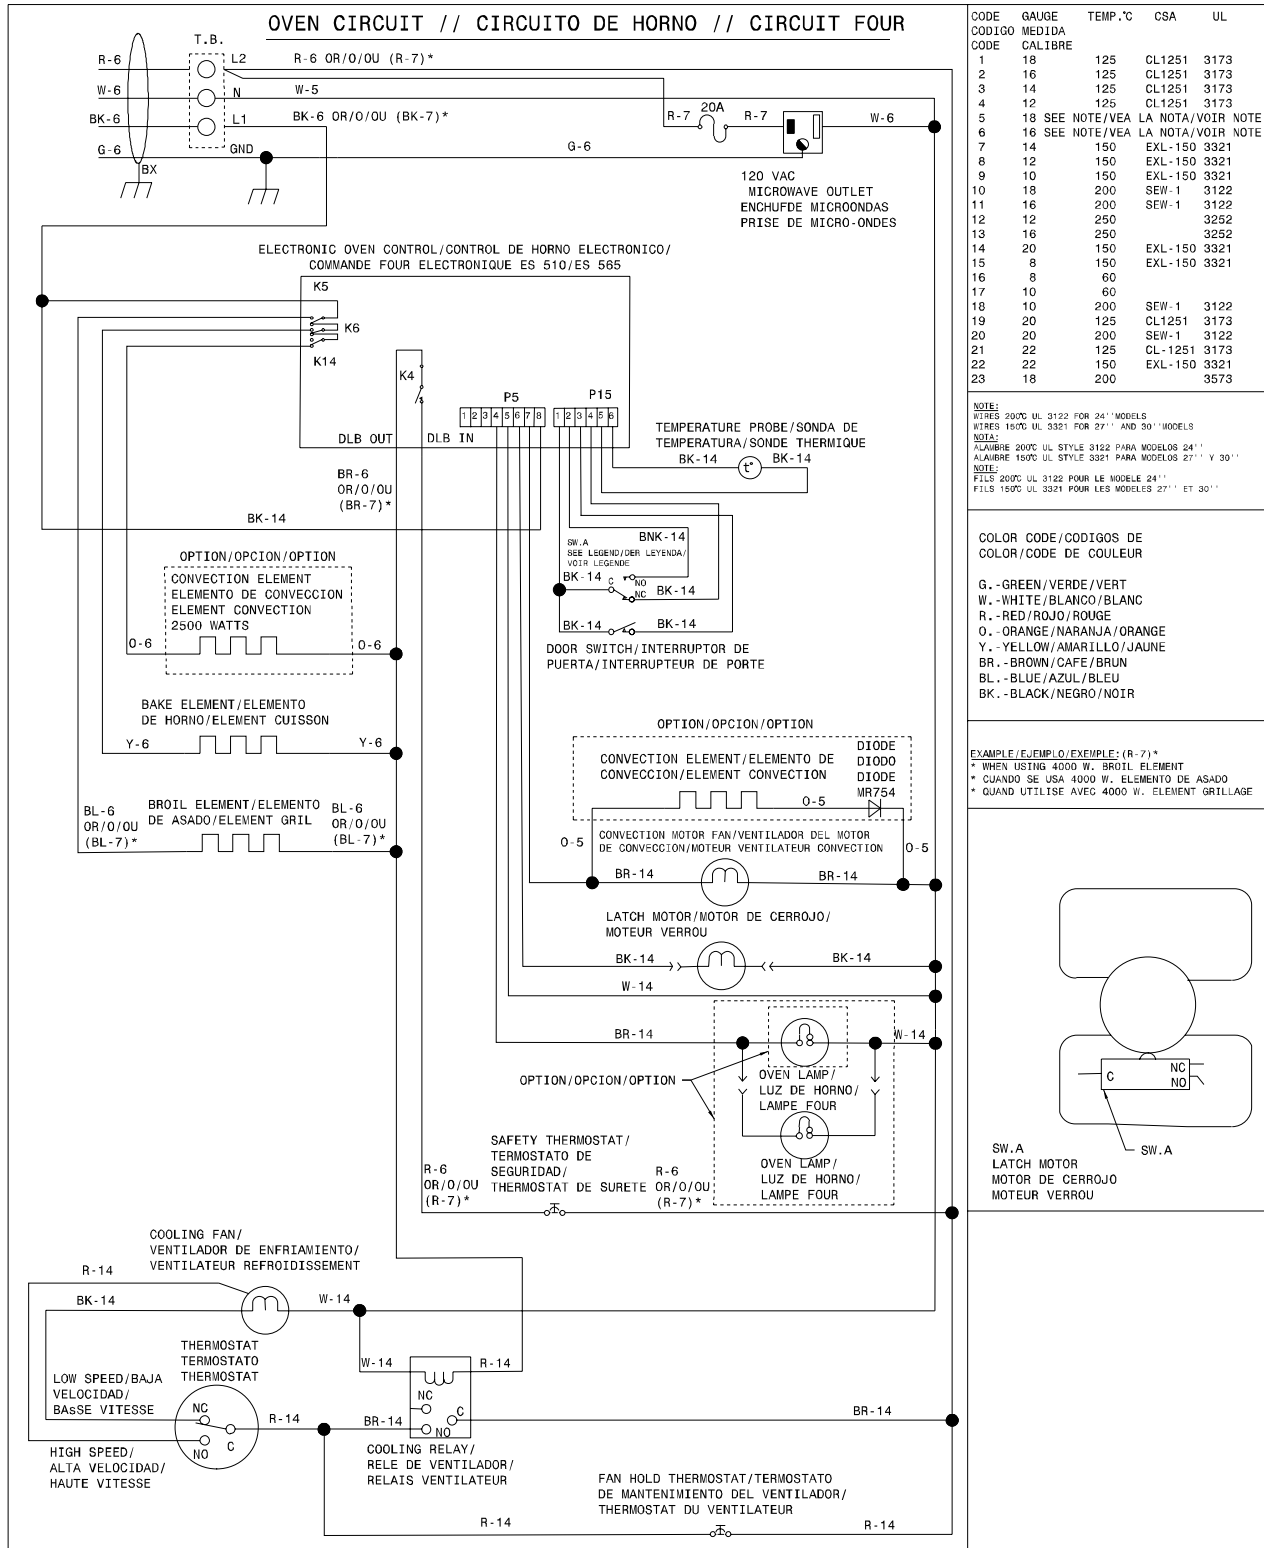 OVEN CIRCUIT // CIRCUITO DE HORNO // CIRCUIT FOUR
T.B.
R-6
L2
R-6 OR/O/OU (R-7)*
W-6
N
W-5
BK-6
L1
BK-6 OR/O/OU (BK-7)*
G-6
GND
G-6
BX
R-7
20A
R-7
W-6
120 VAC
MICROWAVE OUTLET
ENCHUFDE MICROONDAS
PRISE DE MICRO-ONDES
ELECTRONIC OVEN CONTROL/CONTROL DE HORNO ELECTRONICO/
COMMANDE FOUR ELECTRONIQUE ES 510/ES 565
K5
K6
K14
K4
P5
P15
1 2 3 4 5 6 7 8
1 2 3 4 5 6
DLB OUT
DLB IN
TEMPERATURE PROBE/SONDA DE
TEMPERATURA/SONDE THERMIQUE
BK-14
t°
BK-14
BR-6
OR/O/OU
(BR-7)*
BK-14
BNK-14
SW.A
SEE LEGEND/DER LEYENDA/
VOIR LEGENDE
BK-14
C
NO
NC
BK-14
BK-14
BK-14
DOOR SWITCH/INTERRUPTOR DE
PUERTA/INTERRUPTEUR DE PORTE
OPTION/OPCION/OPTION
CONVECTION ELEMENT
ELEMENTO DE CONVECCION
ELEMENT CONVECTION
2500 WATTS
O-6
O-6
BAKE ELEMENT/ELEMENTO
DE HORNO/ELEMENT CUISSON
Y-6
Y-6
BROIL ELEMENT/ELEMENTO
DE ASADO/ELEMENT GRIL
BL-6
OR/O/OU
(BL-7)*
BL-6
OR/O/OU
(BL-7)*
OPTION/OPCION/OPTION
CONVECTION ELEMENT/ELEMENTO DE
CONVECCION/ELEMENT CONVECTION
DIODE
DIODO
DIODE
MR754
O-5
CONVECTION MOTOR FAN/VENTILADOR DEL MOTOR
DE CONVECCION/MOTEUR VENTILATEUR CONVECTION
O-5
O-5
BR-14
BR-14
LATCH MOTOR/MOTOR DE CERROJO/
MOTEUR VERROU
BK-14
BK-14
W-14
BR-14
W-14
OPTION/OPCION/OPTION
OVEN LAMP/
LUZ DE HORNO/
LAMPE FOUR
OVEN LAMP/
LUZ DE HORNO/
LAMPE FOUR
SAFETY THERMOSTAT/
TERMOSTATO DE
SEGURIDAD/
THERMOSTAT DE SURETE
R-6
OR/O/OU
(R-7)*
R-6
OR/O/OU
(R-7)*
COOLING FAN/
VENTILADOR DE ENFRIAMIENTO/
VENTILATEUR REFROIDISSEMENT
R-14
BK-14
W-14
THERMOSTAT
TERMOSTATO
THERMOSTAT
LOW SPEED/BAJA
VELOCIDAD/
BAsSE VITESSE
NC
C
NO
R-14
HIGH SPEED/
ALTA VELOCIDAD/
HAUTE VITESSE
W-14
R-14
NC
C
NO
BR-14
BR-14
COOLING RELAY/
RELE DE VENTILADOR/
RELAIS VENTILATEUR
FAN HOLD THERMOSTAT/TERMOSTATO
DE MANTENIMIENTO DEL VENTILADOR/
THERMOSTAT DU VENTILATEUR
R-14
R-14
CODE GAUGE TEMP.°C CSA UL
CODIGO MEDIDA
CODE CALIBRE
1 18 125 CL1251 3173
2 16 125 CL1251 3173
3 14 125 CL1251 3173
4 12 125 CL1251 3173
5 18 SEE NOTE/VEA LA NOTA/VOIR NOTE
6 16 SEE NOTE/VEA LA NOTA/VOIR NOTE
7 14 150 EXL-150 3321
8 12 150 EXL-150 3321
9 10 150 EXL-150 3321
10 18 200 SEW-1 3122
11 16 200 SEW-1 3122
12 12 250 3252
13 16 250 3252
14 20 150 EXL-150 3321
15 8 150 EXL-150 3321
16 8 60
17 10 60
18 10 200 SEW-1 3122
19 20 125 CL1251 3173
20 20 200 SEW-1 3122
21 22 125 CL-1251 3173
22 22 150 EXL-150 3321
23 18 200 3573
NOTE:
WIRES 200°C UL 3122 FOR 24''MODELS
WIRES 150°C UL 3321 FOR 27'' AND 30''MODELS
NOTA:
ALAMBRE 200°C UL STYLE 3122 PARA MODELOS 24''
ALAMBRE 150°C UL STYLE 3321 PARA MODELOS 27'' Y 30''
NOTE:
FILS 200°C UL 3122 POUR LE MODELE 24''
FILS 150°C UL 3321 POUR LES MODELES 27'' ET 30''
COLOR CODE/CODIGOS DE
COLOR/CODE DE COULEUR
G.-GREEN/VERDE/VERT
W.-WHITE/BLANCO/BLANC
R.-RED/ROJO/ROUGE
O.-ORANGE/NARANJA/ORANGE
Y.-YELLOW/AMARILLO/JAUNE
BR.-BROWN/CAFE/BRUN
BL.-BLUE/AZUL/BLEU
BK.-BLACK/NEGRO/NOIR
EXAMPLE/EJEMPLO/EXEMPLE:(R-7)*
* WHEN USING 4000 W. BROIL ELEMENT
* CUANDO SE USA 4000 W. ELEMENTO DE ASADO
* QUAND UTILISE AVEC 4000 W. ELEMENT GRILLAGE
C
NC
NO
SW.A
SW.A
LATCH MOTOR
MOTOR DE CERROJO
MOTEUR VERROU